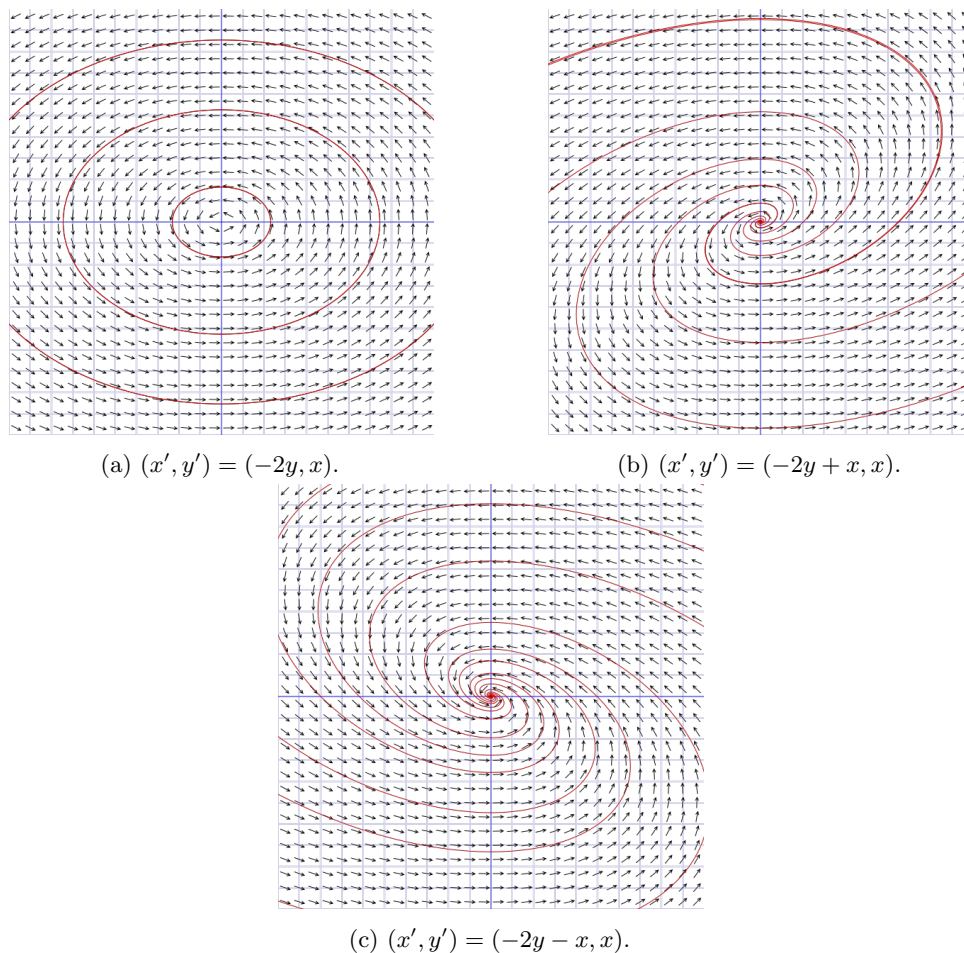 (a) (x′, y′) = (−2y, x).
(b) (x′, y′) = (−2y + x, x).
(c) (x′, y′) = (−2y − x, x).